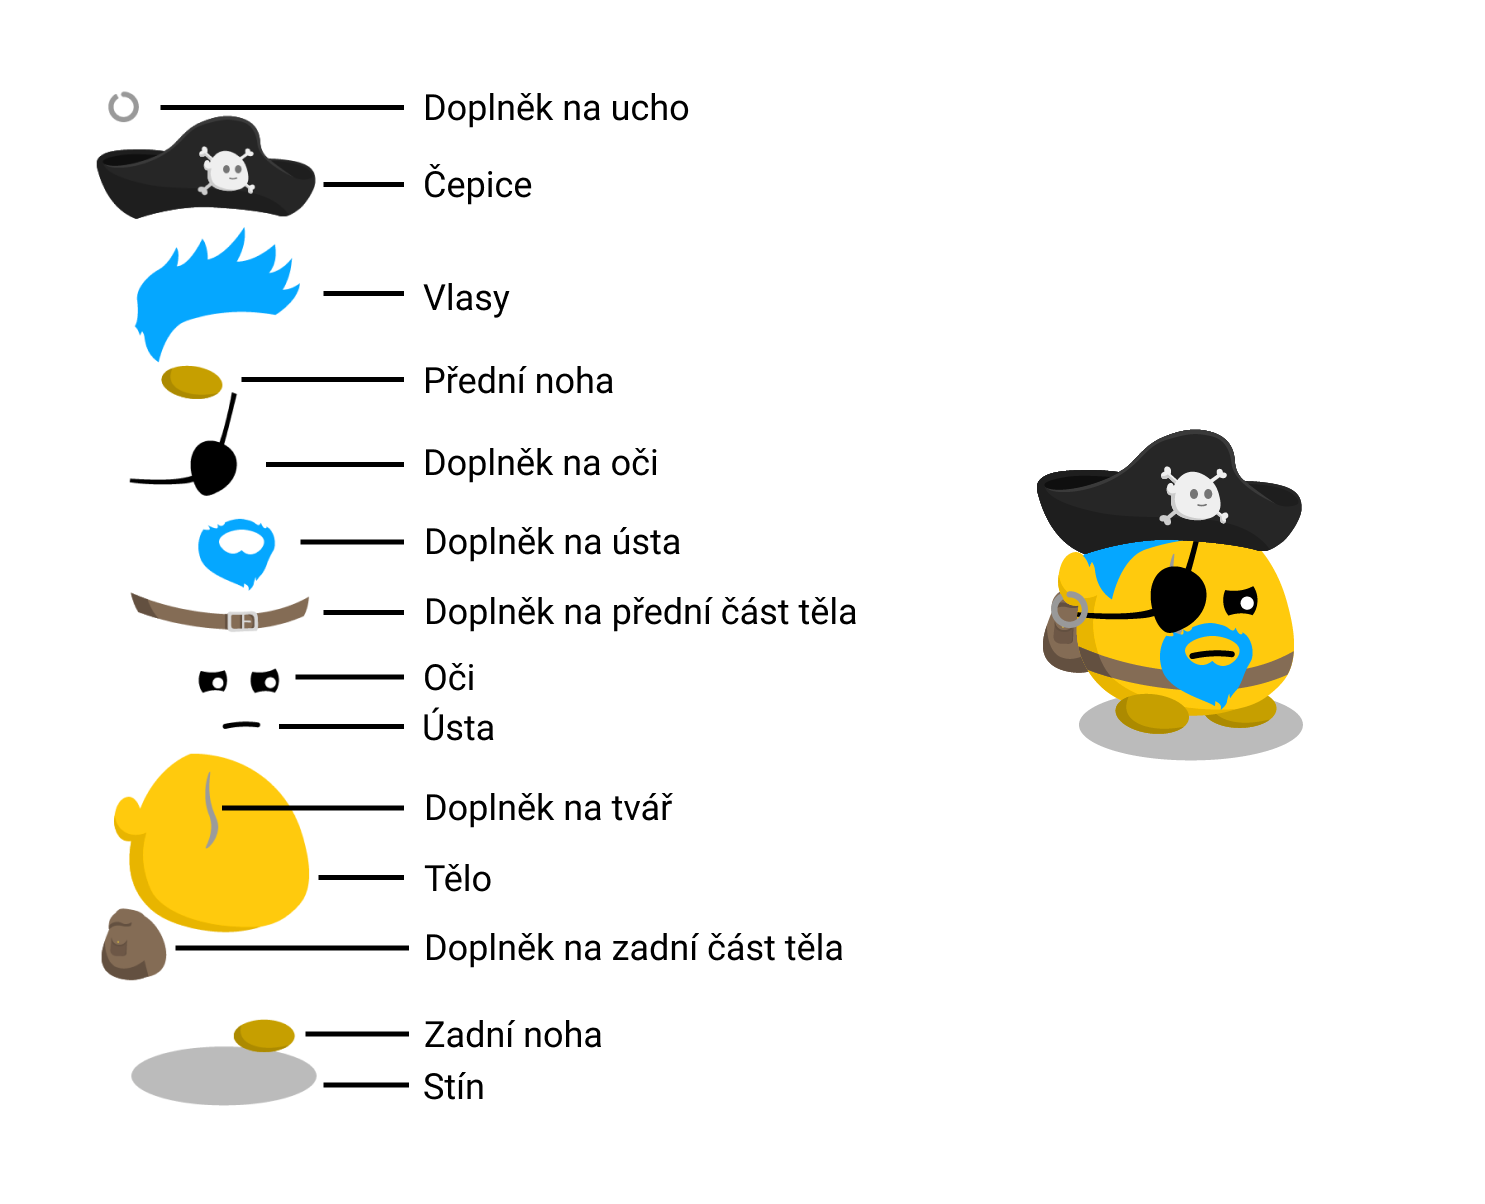 Doplněk na ucho
Čepice
Vlasy
Přední noha
Doplněk na oči
Doplněk na ústa
Doplněk na přední část těla
Oči
Ústa
Doplněk na tvář
Tělo
Doplněk na zadní část těla
Zadní noha
Stín